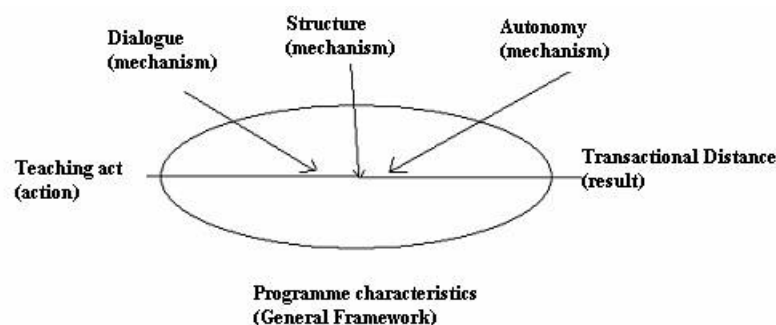 Dialogue
(mechanism)
Structure
(mechanism)
Autonomy
(mechanism)
Teaching act
(action)
Transactional Distance
(result)
Programme characteristics
(General Framework)